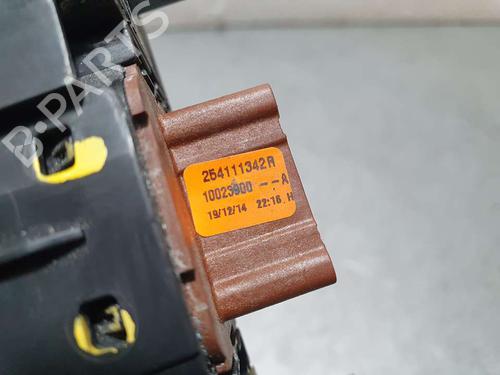 B-PARTS
254111342R
10023900 --A
19/12/14 22:16 H